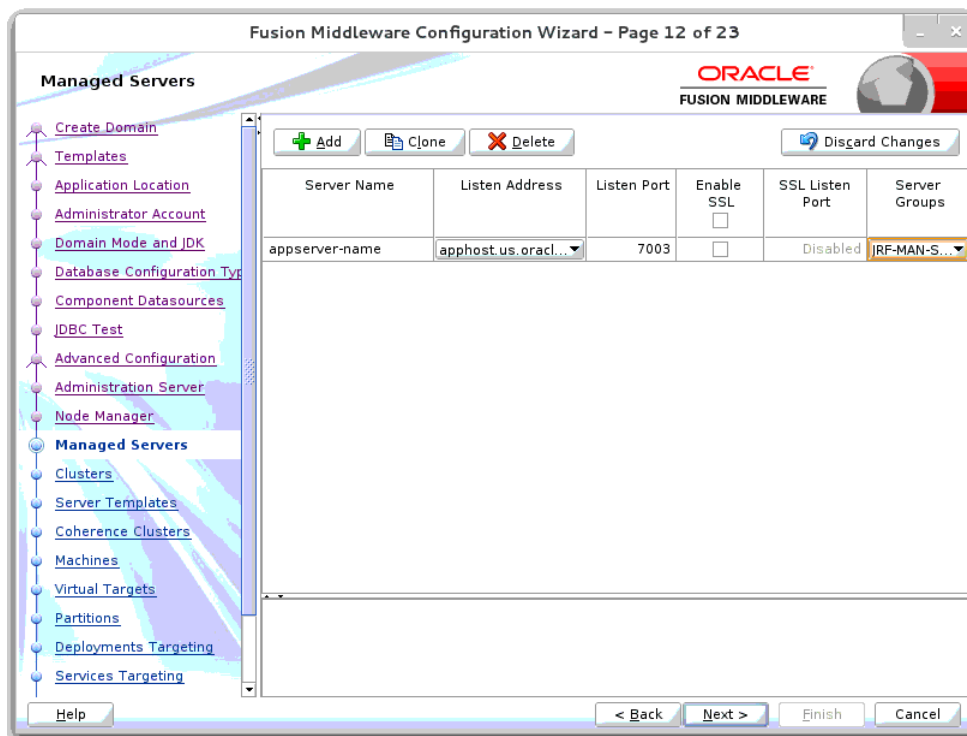 Fusion Middleware Configuration Wizard - Page 12 of 23
Managed Servers
ORACLE
FUSION MIDDLEWARE
Create Domain
Templates
Application Location
Administrator Account
Domain Mode and JDK
Database Configuration Typ
Component Datasources
JDBC Test
Advanced Configuration
Administration Server
Node Manager
Managed Servers
Clusters
Server Templates
Coherence Clusters
Machines
Virtual Targets
Partitions
Deployments Targeting
Services Targeting
Add Clone Delete Discard Changes
Server Name Listen Address Listen Port Enable SSL SSL Listen Port Server Groups
appserver-name apphost.us.oracl... 7003 Disabled JRF-MAN-S...
Help < Back Next > Finish Cancel